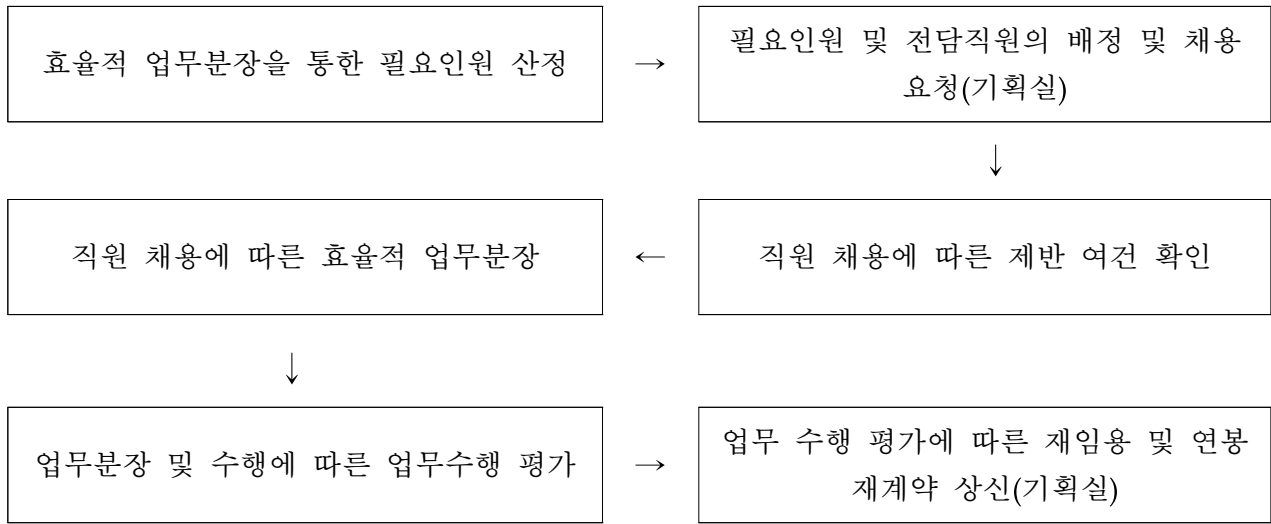 효율적 업무분장을 통한 필요인원 산정
→
필요인원 및 전담직원의 배정 및 채용
요청(기획실)
↓
직원 채용에 따른 효율적 업무분장
←
직원 채용에 따른 제반 여건 확인
↓
업무분장 및 수행에 따른 업무수행 평가
→
업무 수행 평가에 따른 재임용 및 연봉
재계약 상신(기획실)